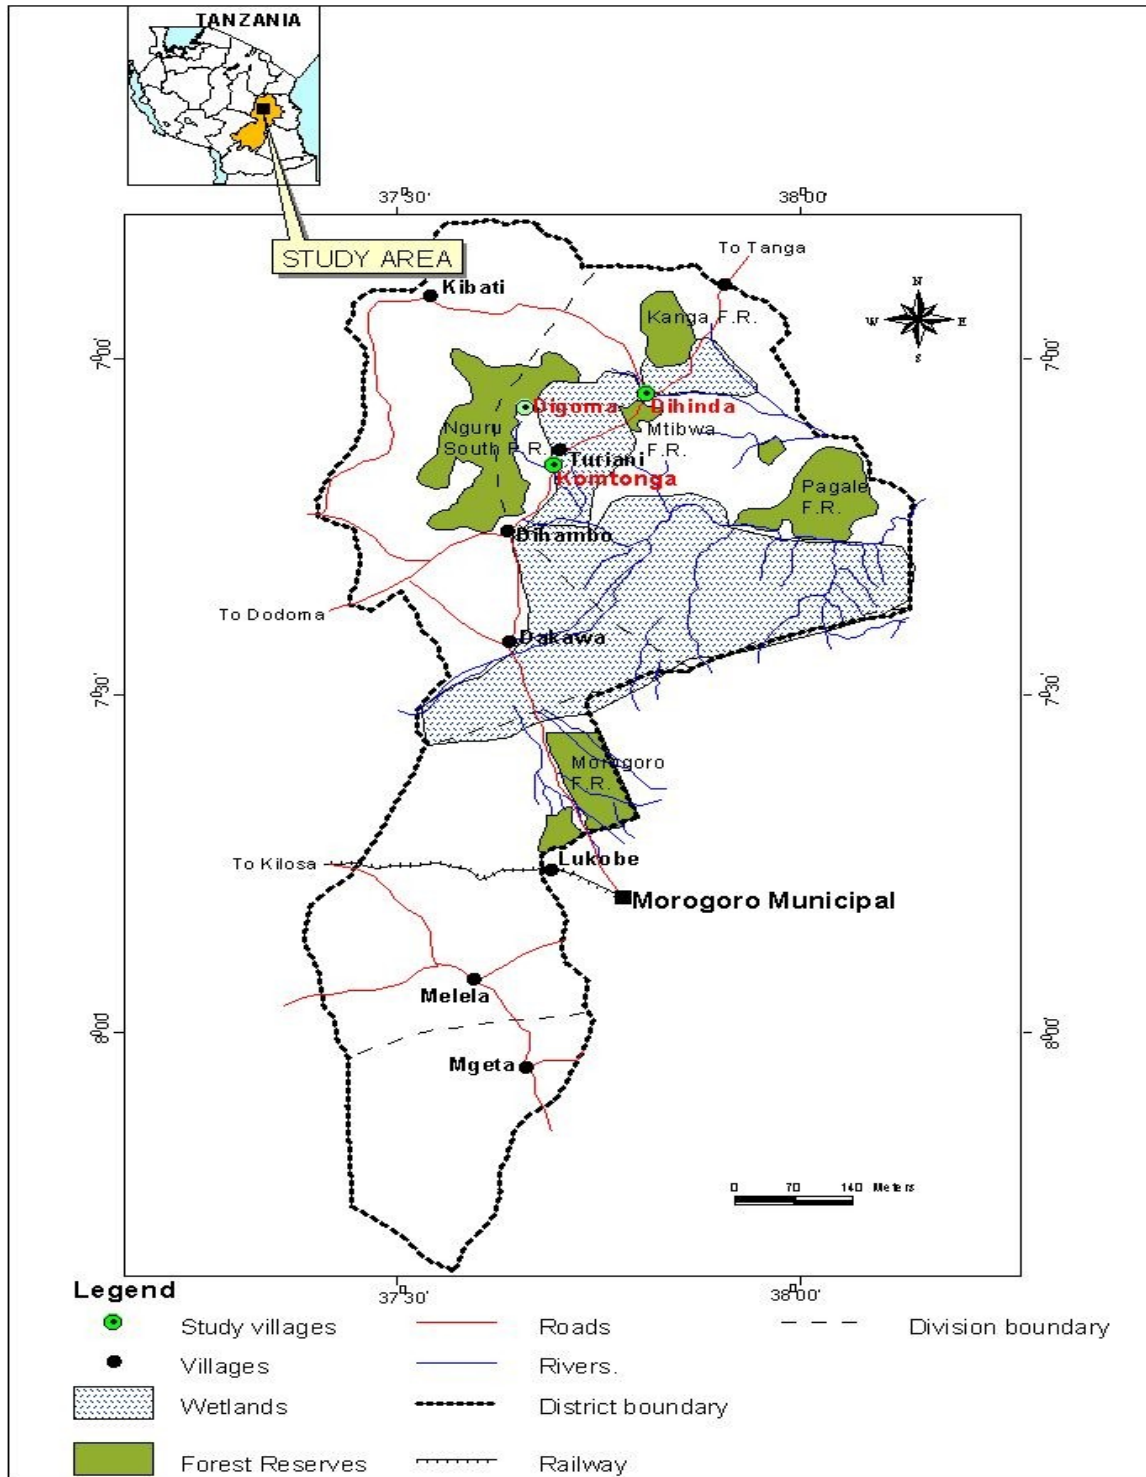 TANZANIA
STUDY AREA
37°30'
38°00'
To Tanga
Kibati
Kanga F.R.
N
W E
S
7°00'
7°00'
Digoma
Dihinda
Nguru
South F.R.
Mtibwa
F.R.
Turiani
Komtonga
Pagale
F.R.
Dihambo
To Dodoma
Dakawa
7°30'
7°30'
Morogoro
F.R.
To Kilosa
Lukobe
Morogoro Municipal
Melela
8°00'
8°00'
Mgeta
0 70 140 Meters
37°30'
38°00'
Legend
Study villages
Roads
Division boundary
Villages
Rivers.
Wetlands
District boundary
Forest Reserves
Railway